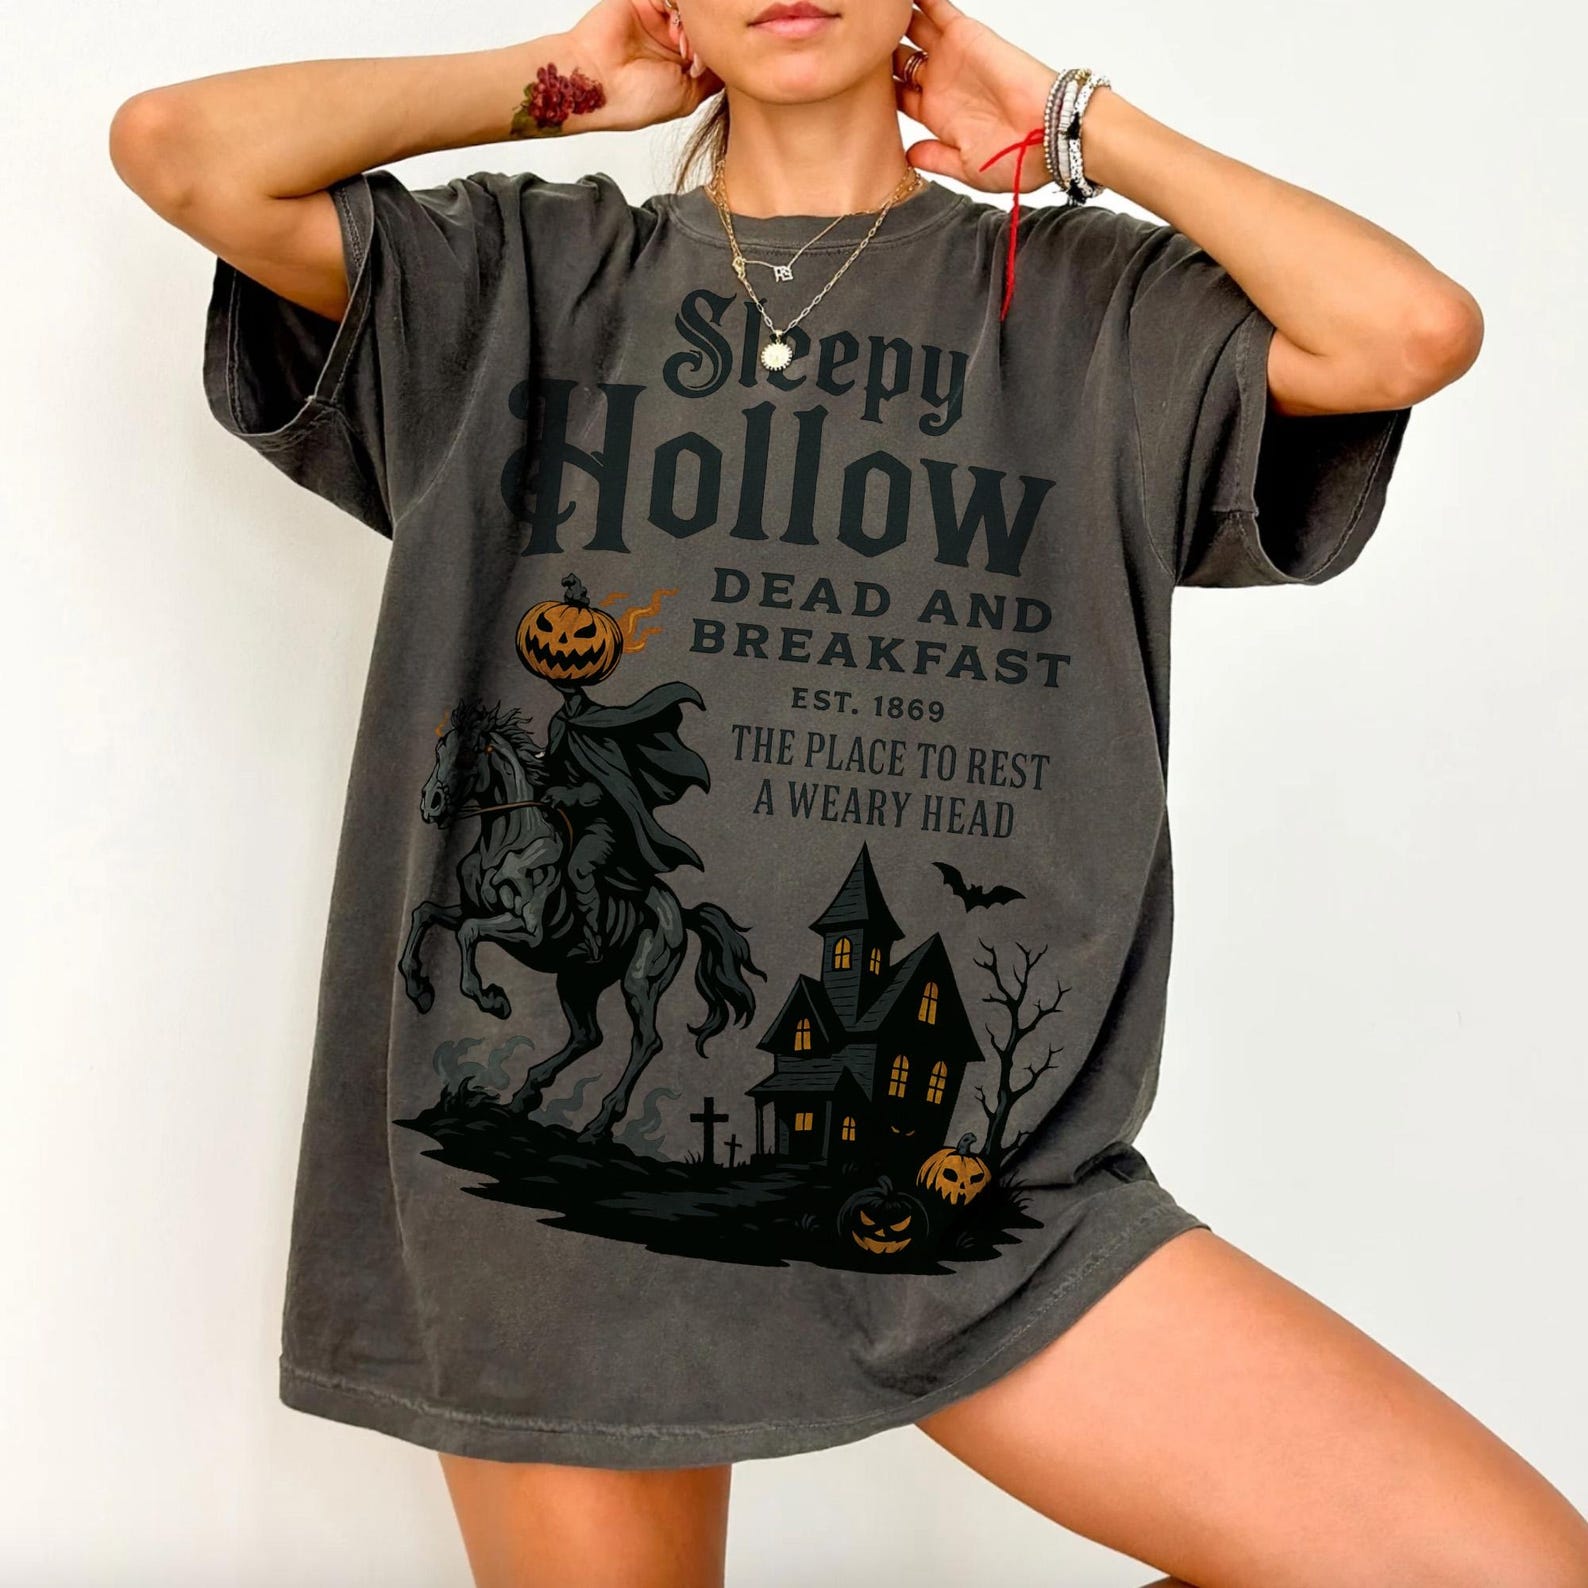 Sleepy
Hollow
DEAD AND
BREAKFAST
EST. 1869
THE PLACE TO REST
A WEARY HEAD